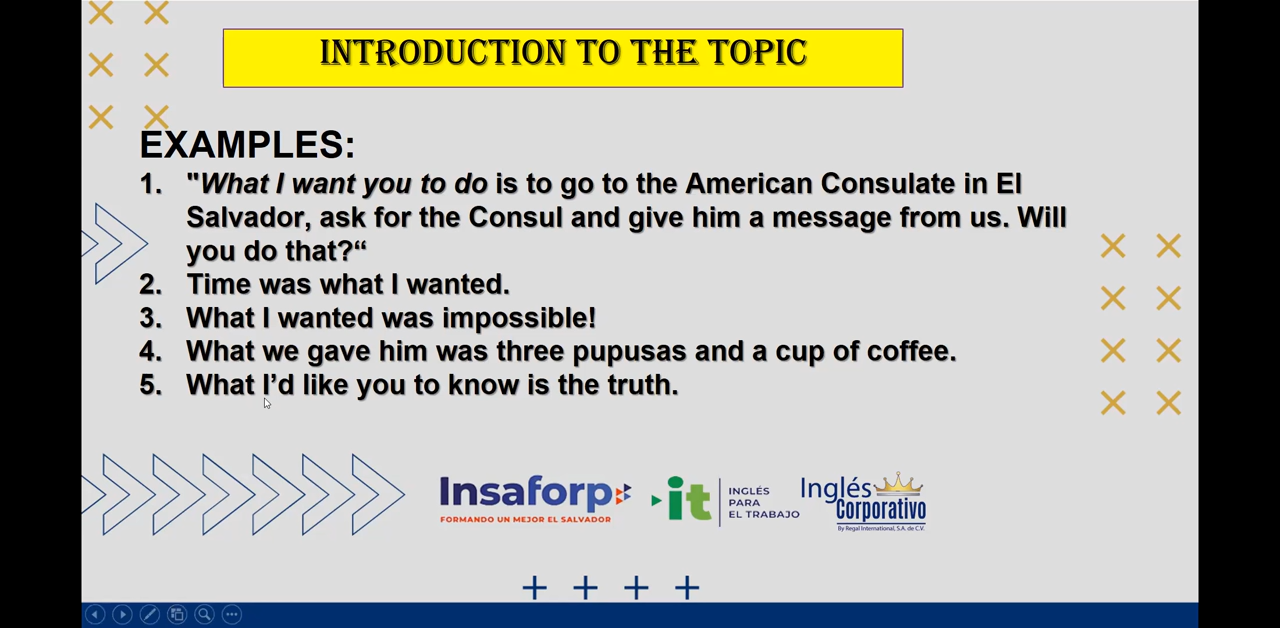 INTRODUCTION TO THE TOPIC
EXAMPLES:
1. "What I want you to do is to go to the American Consulate in El
Salvador, ask for the Consul and give him a message from us. Will
you do that?“
2. Time was what I wanted.
3. What I wanted was impossible!
4. What we gave him was three pupusas and a cup of coffee.
5. What I’d like you to know is the truth.
Insaforp
FORMANDO UN MEJOR EL SALVADOR
it
INGLÉS
PARA
EL TRABAJO
Inglés
Corporativo
By Regal International, S.A. de C.V.